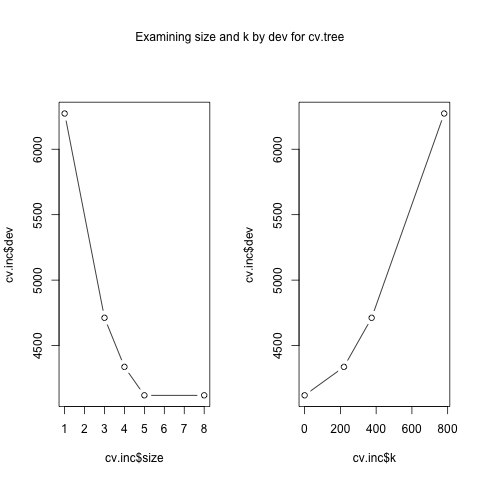 Examining size and k by dev for cv.tree
cv.inc$dev
6000
5500
5000
4500
1 2 3 4 5 6 7 8
cv.inc$size
cv.inc$dev
6000
5500
5000
4500
0 200 400 600 800
cv.inc$k